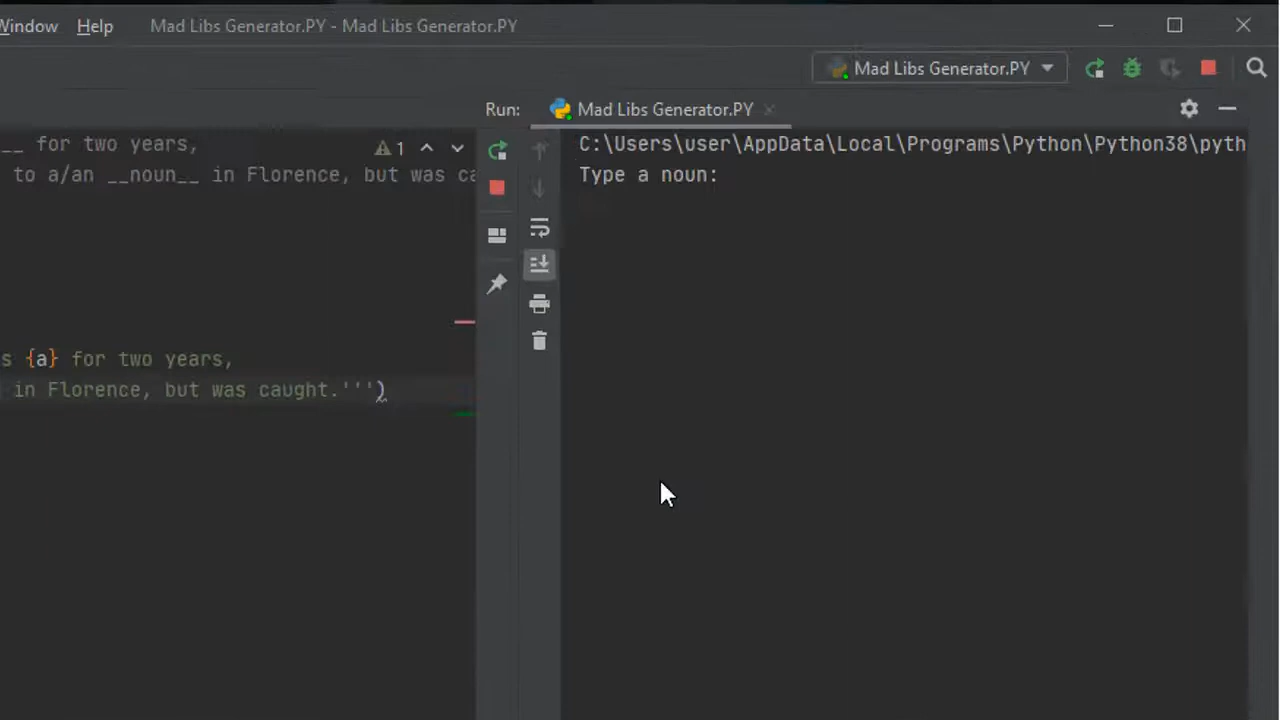 Window Help Mad Libs Generator.PY - Mad Libs Generator.PY
Mad Libs Generator.PY
Run: Mad Libs Generator.PY
__ for two years,
1
to a/an __noun__ in Florence, but was ca
s {a} for two years,
in Florence, but was caught.''')
C:\Users\user\AppData\Local\Programs\Python\Python38\pyth
Type a noun: